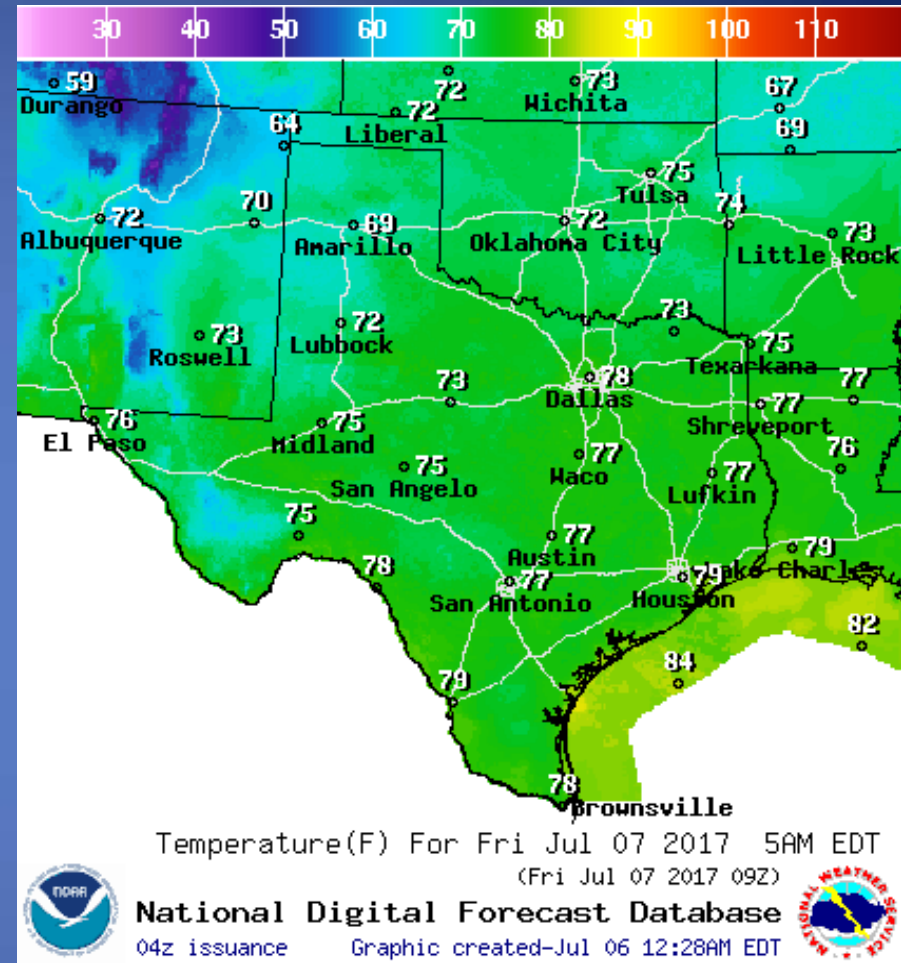 30 40 50 60 70 80 90 100 110
59
Durango
72
72
Liberal
73
Wichita
67
64
69
75
Tulsa
72
Albuquerque
70
69
Amarillo
72
Oklahoma City
74
73
Little Rock
73
Roswell
72
Lubbock
73
75
Texarkana
78
Dallas
76
El Paso
75
Midland
73
77
Shreveport
77
75
San Angelo
77
Waco
77
Lufkin
76
75
78
77
Austin
77
San Antonio
79
Houston
79
Lake Charles
84
82
79
78
Brownsville
Temperature(F) For Fri Jul 07 2017 5AM EDT
(Fri Jul 07 2017 09Z)
NOAA
National Digital Forecast Database
04z issuance Graphic created-Jul 06 12:28AM EDT
NATIONAL WEATHER SERVICE